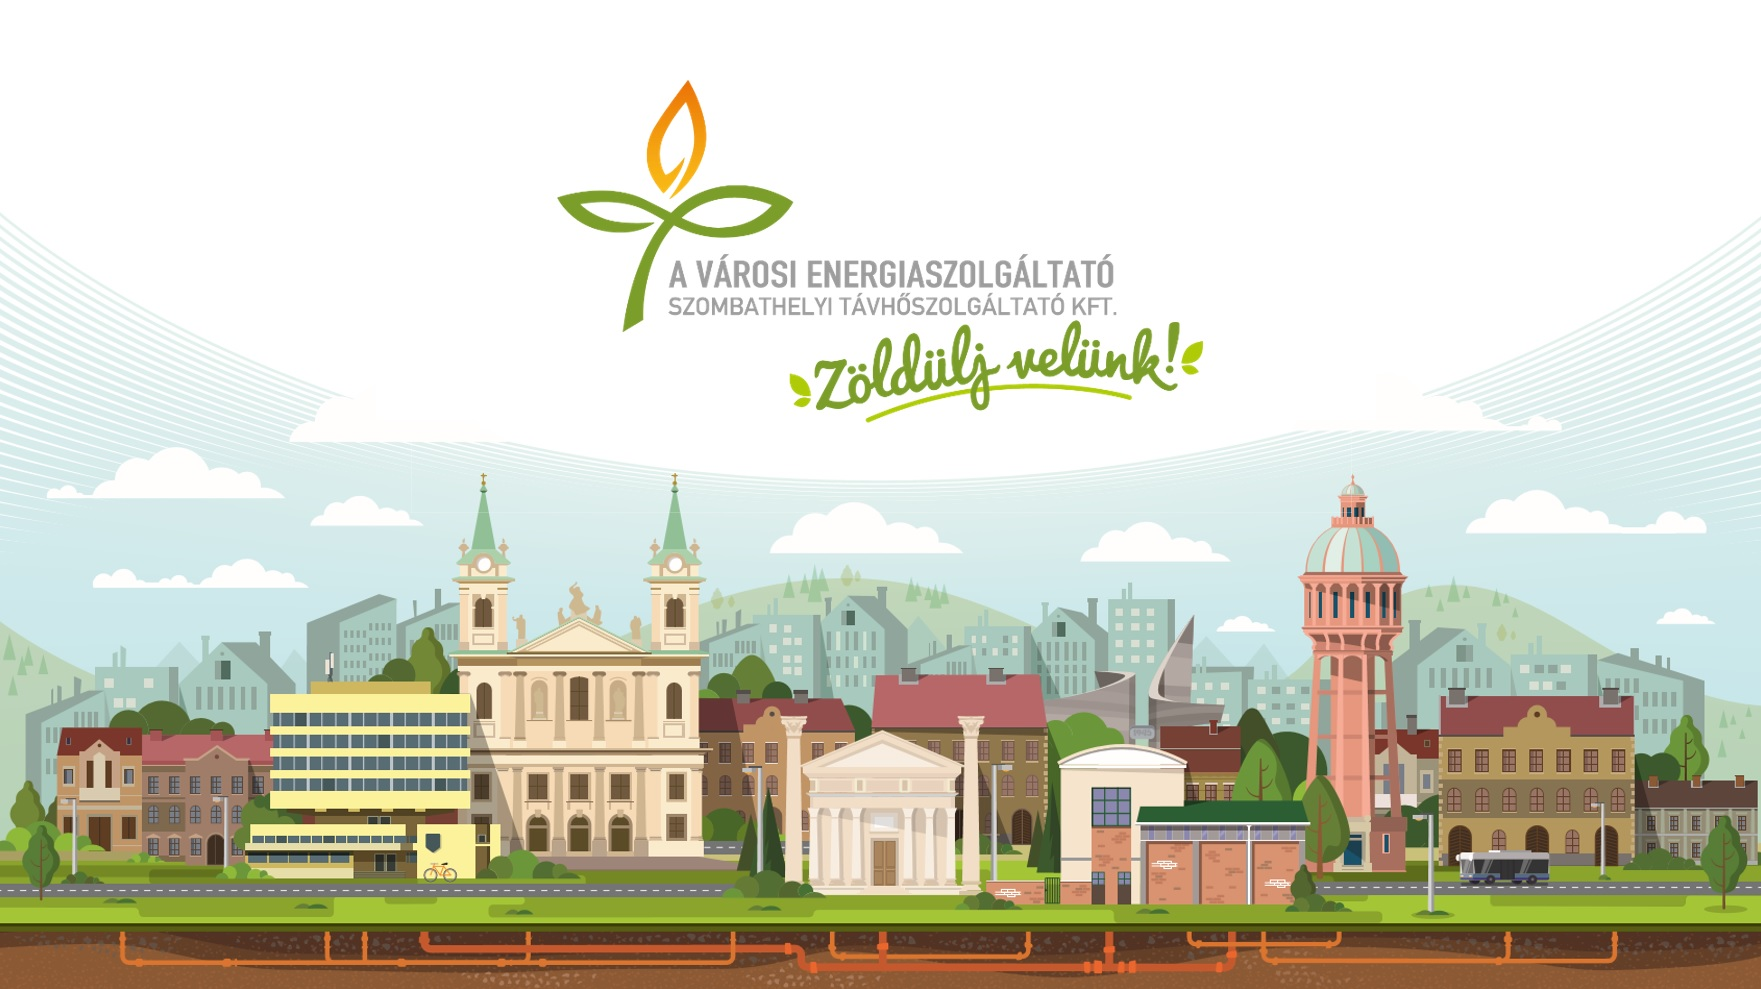 A VÁROSI ENERGIASZOLGÁLTATÓ
SZOMBATHELYI TÁVHŐSZOLGÁLTATÓ KFT.
Zöldülj velünk!